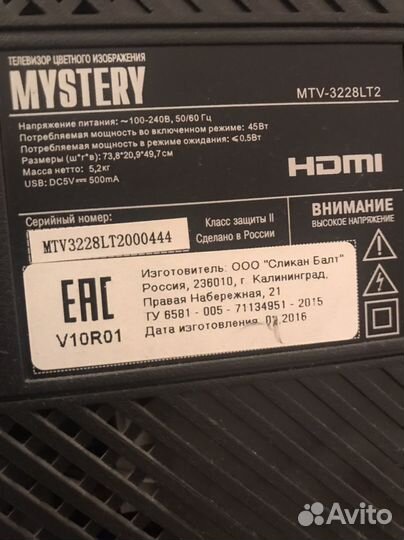 ТЕЛЕВИЗОР ЦВЕТНОГО ИЗОБРАЖЕНИЯ
MYSTERY
MTV-3228LT2
Напряжение питания: ~100-240В, 50/60 Гц
Потребляемая мощность во включенном режиме: 45Вт
Потребляемая мощность в режиме ожидания: ⩽0.5Вт
Размеры (ш*г*в): 73,8*20,9*49,7см
Масса нетто: 5,2кг
USB: DC5V⎓500mA
HDMI
Серийный номер:
MTV3228LT2000444
Класс защиты II
Сделано в России
ВНИМАНИЕ
ВЫСОКОЕ НАПРЯЖЕНИЕ
EAC
V10R01
Изготовитель: ООО "Сликан Балт"
Россия, 236010, г. Калининград,
Правая Набережная, 21
ТУ 6581 - 005 - 71134951 - 2015
Дата изготовления 2016
Avito